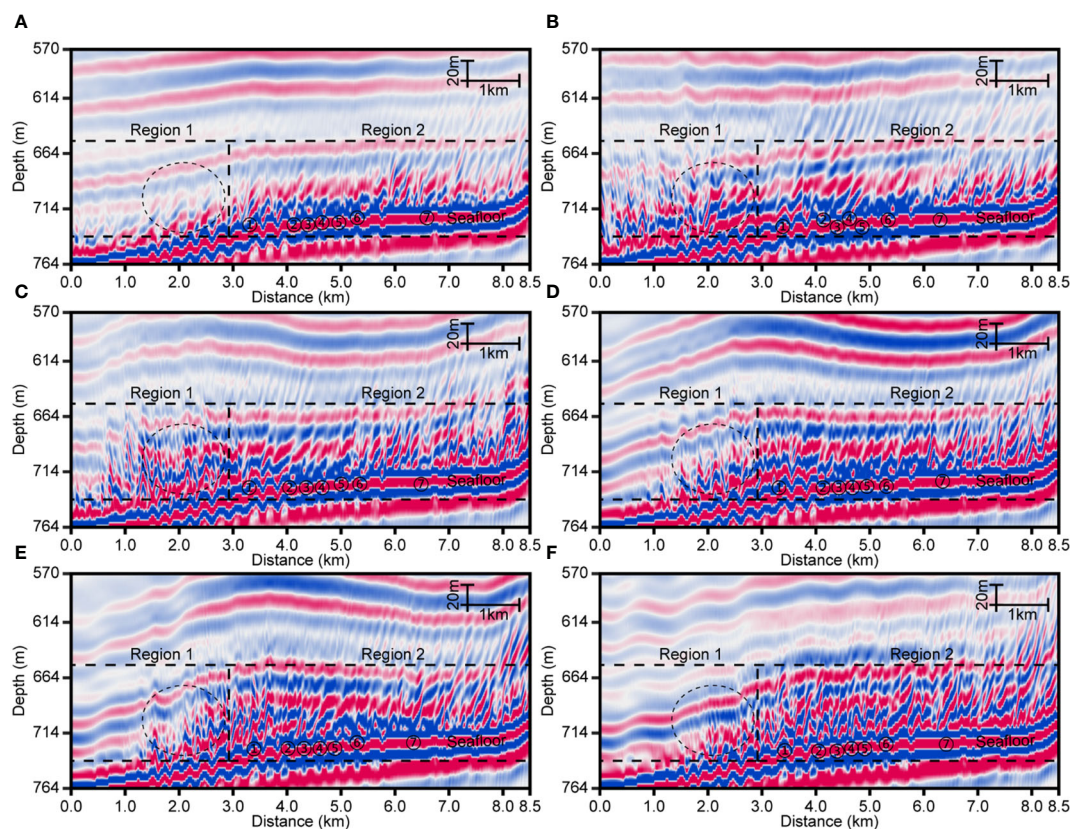 A
570
614
664
714
764
Depth (m)
Region 1
Region 2
20m
1km
① ② ③ ④ ⑤ ⑥ ⑦ Seafloor
0.0 1.0 2.0 3.0 4.0 5.0 6.0 7.0 8.0 8.5
Distance (km)
B
570
614
664
714
764
Depth (m)
Region 1
Region 2
20m
1km
① ② ③ ④ ⑤ ⑥ ⑦ Seafloor
0.0 1.0 2.0 3.0 4.0 5.0 6.0 7.0 8.0 8.5
Distance (km)
C
570
614
664
714
764
Depth (m)
Region 1
Region 2
20m
1km
① ② ③ ④ ⑤ ⑥ ⑦ Seafloor
0.0 1.0 2.0 3.0 4.0 5.0 6.0 7.0 8.0 8.5
Distance (km)
D
570
614
664
714
764
Depth (m)
Region 1
Region 2
20m
1km
① ② ③ ④ ⑤ ⑥ ⑦ Seafloor
0.0 1.0 2.0 3.0 4.0 5.0 6.0 7.0 8.0 8.5
Distance (km)
E
570
614
664
714
764
Depth (m)
Region 1
Region 2
20m
1km
① ② ③ ④ ⑤ ⑥ ⑦ Seafloor
0.0 1.0 2.0 3.0 4.0 5.0 6.0 7.0 8.0 8.5
Distance (km)
F
570
614
664
714
764
Depth (m)
Region 1
Region 2
20m
1km
① ② ③ ④ ⑤ ⑥ ⑦ Seafloor
0.0 1.0 2.0 3.0 4.0 5.0 6.0 7.0 8.0 8.5
Distance (km)